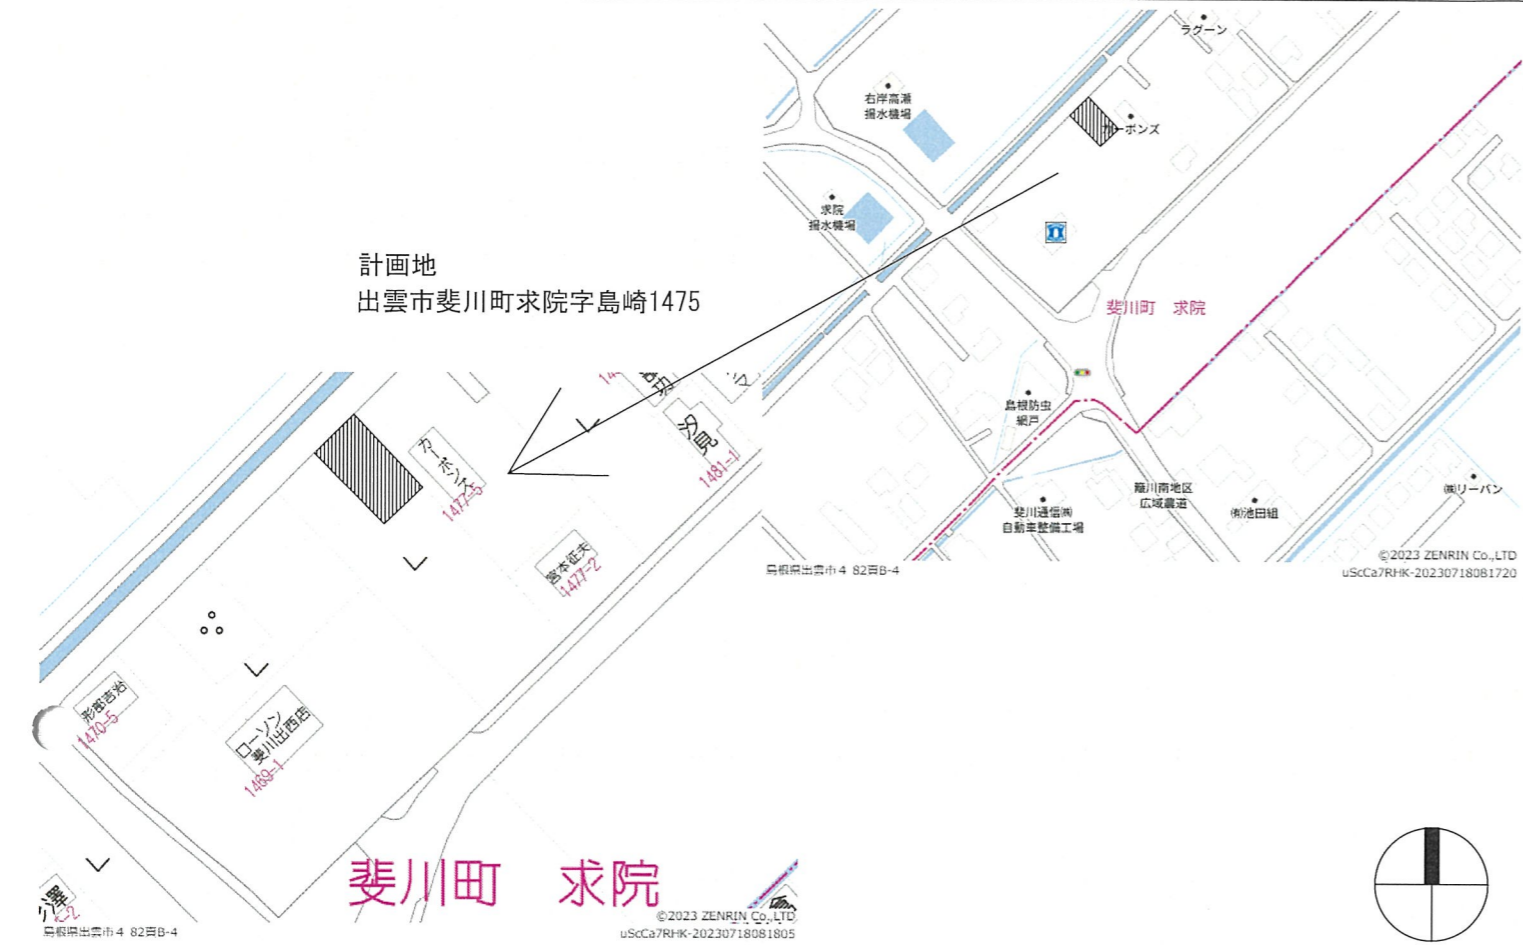 ラグーン
右岸高瀬
揚水機場
カーボンズ
求院
揚水機場
計画地
出雲市斐川町求院字島崎1475
斐川町 求院
島根防虫
網戸
簸川南地区
広域農道
斐川通信㈱
自動車整備工場
㈲池田組
㈱リーバン
島根県出雲市4 82頁B-4
©2023 ZENRIN Co.,LTD
uScCa7RHK-20230718081720
汐見
1481-1
カーボンズ
1477-5
宮本征夫
1477-2
形部吉治
1470-5
ローソン
斐川出西店
1469-1
斐川町 求院
島根県出雲市4 82頁B-4
©2023 ZENRIN Co.,LTD
uScCa7RHK-20230718081805